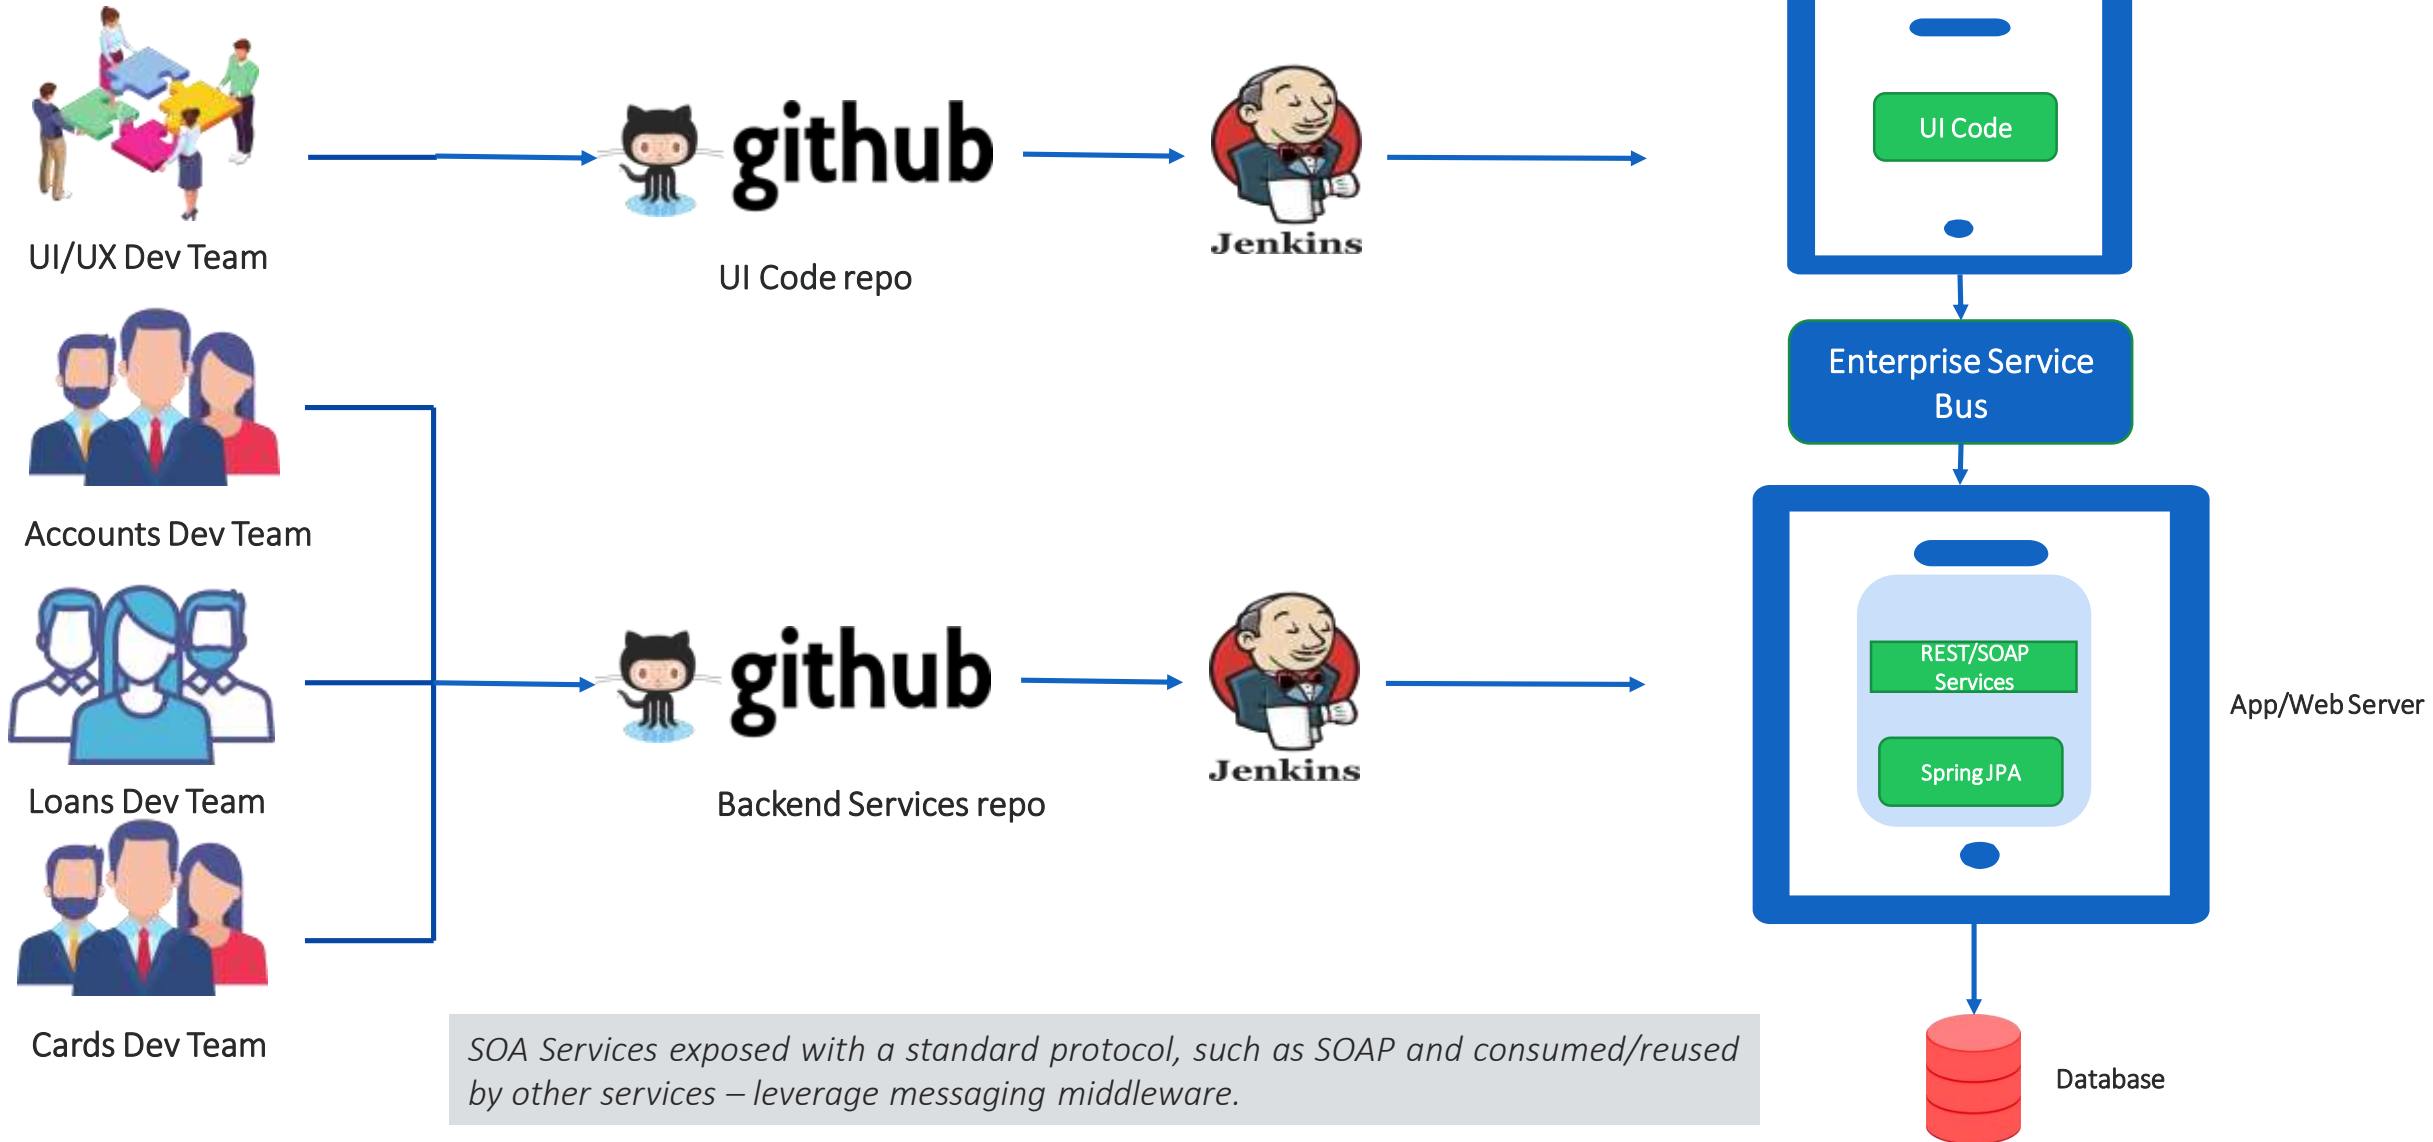 UI/UX Dev Team
github
UI Code repo
Jenkins
UI Code
Enterprise Service
Bus
Accounts Dev Team
Loans Dev Team
Cards Dev Team
github
Backend Services repo
Jenkins
REST/SOAP
Services
Spring JPA
App/Web Server
Database
SOA Services exposed with a standard protocol, such as SOAP and consumed/reused
by other services – leverage messaging middleware.